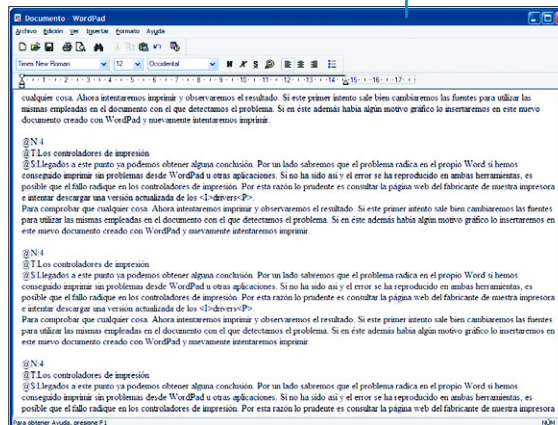 Documento - WordPad
Archivo Edición Ver Insertar Formato Ayuda
Times New Roman 12 Occidental N K S
1 2 3 4 5 6 7 8 9 10 11 12 13 14 15 16 17
cualquier cosa. Ahora intentaremos imprimir y observaremos el resultado. Si este primer intento sale bien cambiaremos las fuentes para utilizar las
mismas empleadas en el documento con el que detectamos el problema. Si en éste además había algún motivo gráfico lo insertaremos en este nuevo
documento creado con WordPad y nuevamente intentaremos imprimir.
@N:4
@T:Los controladores de impresión
@S:Llegados a este punto ya podemos obtener alguna conclusión. Por un lado sabremos que el problema radica en el propio Word si hemos
conseguido imprimir sin problemas desde WordPad u otras aplicaciones. Si no ha sido así y el error se ha reproducido en ambas herramientas, es
posible que el fallo radique en los controladores de impresión. Por esta razón lo prudente es consultar la página web del fabricante de nuestra impresora
e intentar descargar una versión actualizada de los <I>drivers<P>.
Para comprobar que cualquier cosa. Ahora intentaremos imprimir y observaremos el resultado. Si este primer intento sale bien cambiaremos las fuentes
para utilizar las mismas empleadas en el documento con el que detectamos el problema. Si en éste además había algún motivo gráfico lo insertaremos en
este nuevo documento creado con WordPad y nuevamente intentaremos imprimir.
@N:4
@T:Los controladores de impresión
@S:Llegados a este punto ya podemos obtener alguna conclusión. Por un lado sabremos que el problema radica en el propio Word si hemos
conseguido imprimir sin problemas desde WordPad u otras aplicaciones. Si no ha sido así y el error se ha reproducido en ambas herramientas, es
posible que el fallo radique en los controladores de impresión. Por esta razón lo prudente es consultar la página web del fabricante de nuestra impresora
e intentar descargar una versión actualizada de los <I>drivers<P>.
Para comprobar que cualquier cosa. Ahora intentaremos imprimir y observaremos el resultado. Si este primer intento sale bien cambiaremos las fuentes
para utilizar las mismas empleadas en el documento con el que detectamos el problema. Si en éste además había algún motivo gráfico lo insertaremos en
este nuevo documento creado con WordPad y nuevamente intentaremos imprimir.
@N:4
@T:Los controladores de impresión
@S:Llegados a este punto ya podemos obtener alguna conclusión. Por un lado sabremos que el problema radica en el propio Word si hemos
conseguido imprimir sin problemas desde WordPad u otras aplicaciones. Si no ha sido así y el error se ha reproducido en ambas herramientas, es
posible que el fallo radique en los controladores de impresión. Por esta razón lo prudente es consultar la página web del fabricante de nuestra impresora
Para obtener Ayuda, presione F1 NÚM